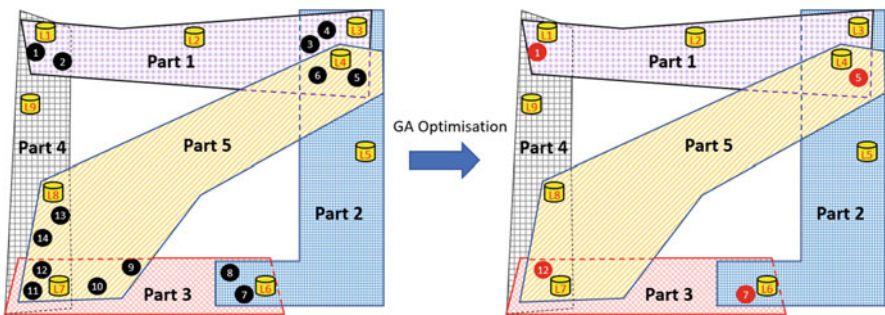 L1
L2
L3
1
2
3
4
Part 1
L4
6
5
L9
Part 4
Part 5
L5
L8
13
Part 2
14
12
9
8
11
L7
10
7
L6
Part 3
GA Optimisation
L1
L2
L3
1
Part 1
L4
5
L9
Part 4
Part 5
L5
L8
Part 2
12
L7
7
L6
Part 3